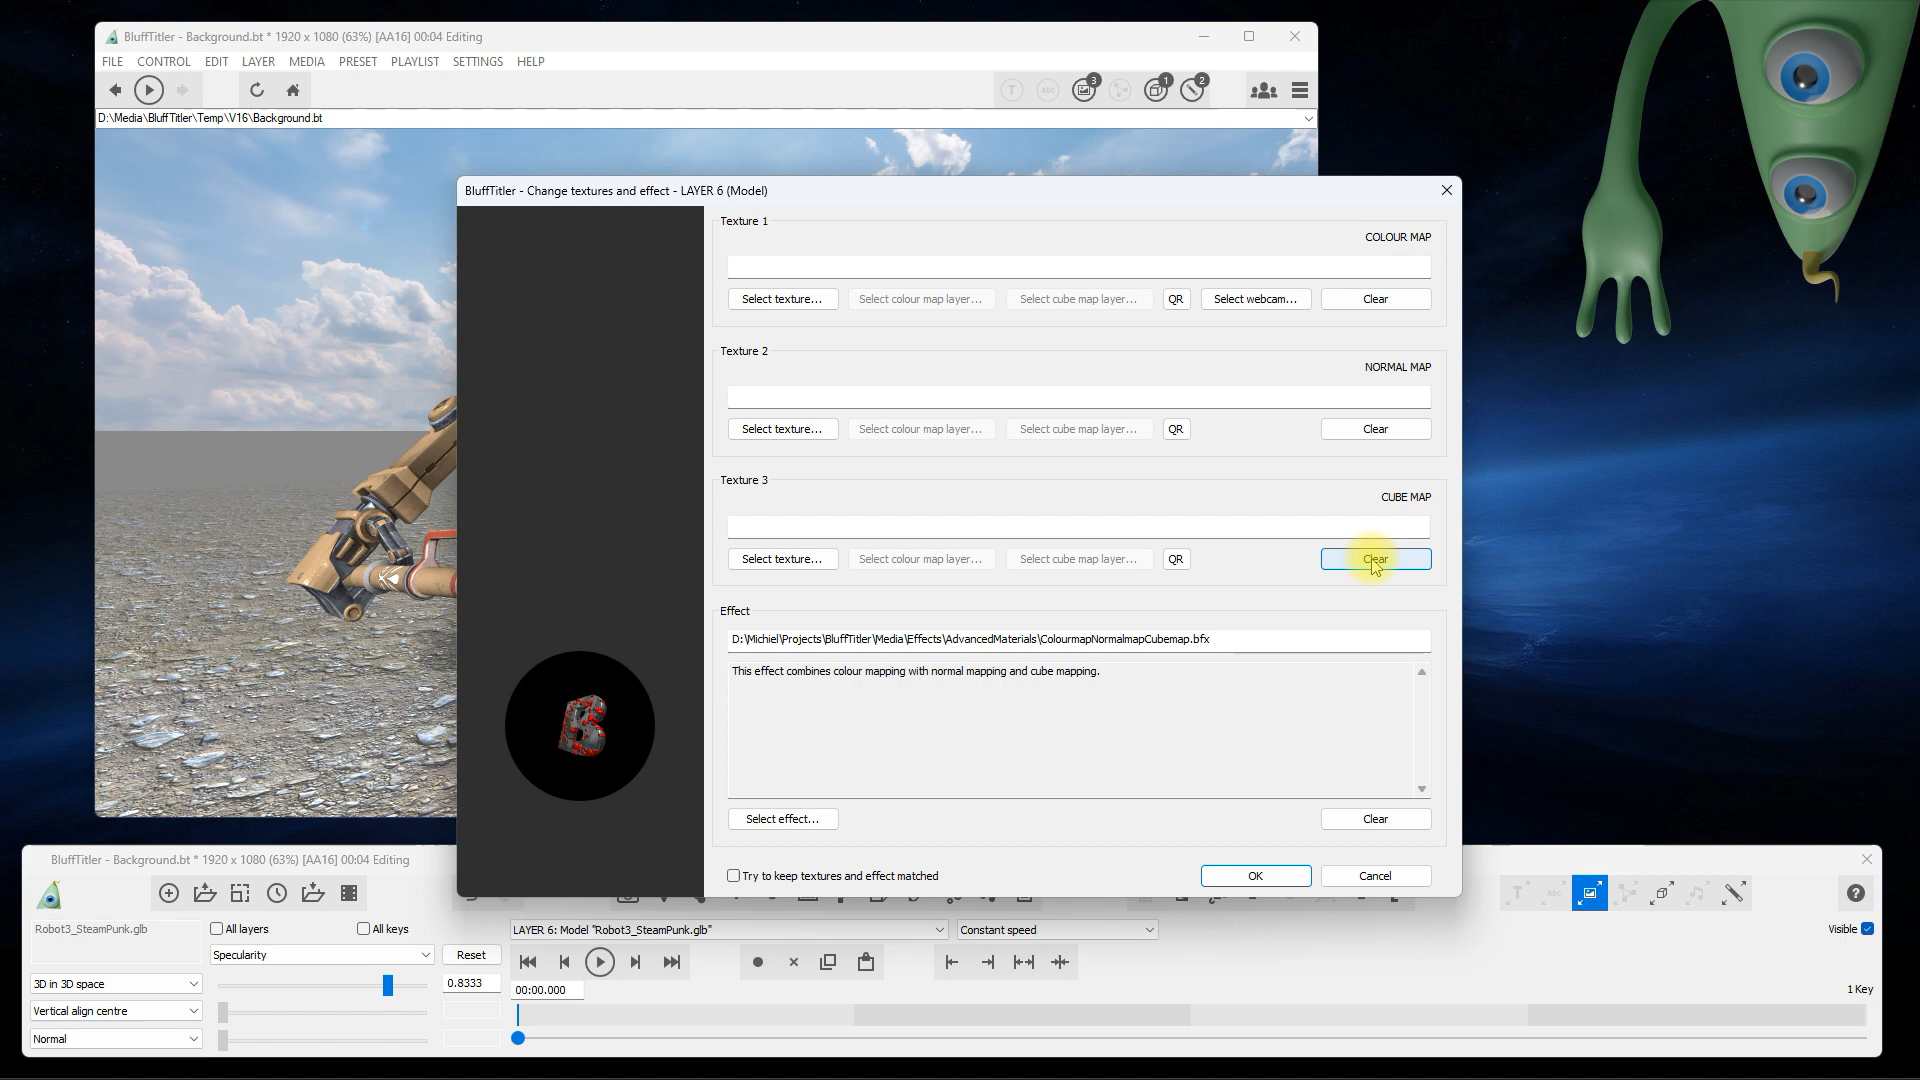 BluffTitler - Background.bt * 1920 x 1080 (63%) [AA16] 00:04 Editing
FILE CONTROL EDIT LAYER MEDIA PRESET PLAYLIST SETTINGS HELP
T Abc 3 1 2
D:\Media\BluffTitler\Temp\V16\Background.bt
BluffTitler - Change textures and effect - LAYER 6 (Model)
Texture 1
COLOUR MAP
Select texture... Select colour map layer... Select cube map layer... QR Select webcam... Clear
Texture 2
NORMAL MAP
Select texture... Select colour map layer... Select cube map layer... QR Clear
Texture 3
CUBE MAP
Select texture... Select colour map layer... Select cube map layer... QR Clear
Effect
D:\Michiel\Projects\BluffTitler\Media\Effects\AdvancedMaterials\ColourmapNormalmapCubemap.bfx
This effect combines colour mapping with normal mapping and cube mapping.
B
Select effect... Clear
Try to keep textures and effect matched OK Cancel
BluffTitler - Background.bt * 1920 x 1080 (63%) [AA16] 00:04 Editing
T Abc ?
Robot3_SteamPunk.glb All layers All keys LAYER 6: Model "Robot3_SteamPunk.glb" Constant speed Visible
Specularity Reset
3D in 3D space 0.8333 00:00.000 1 Key
Vertical align centre
Normal